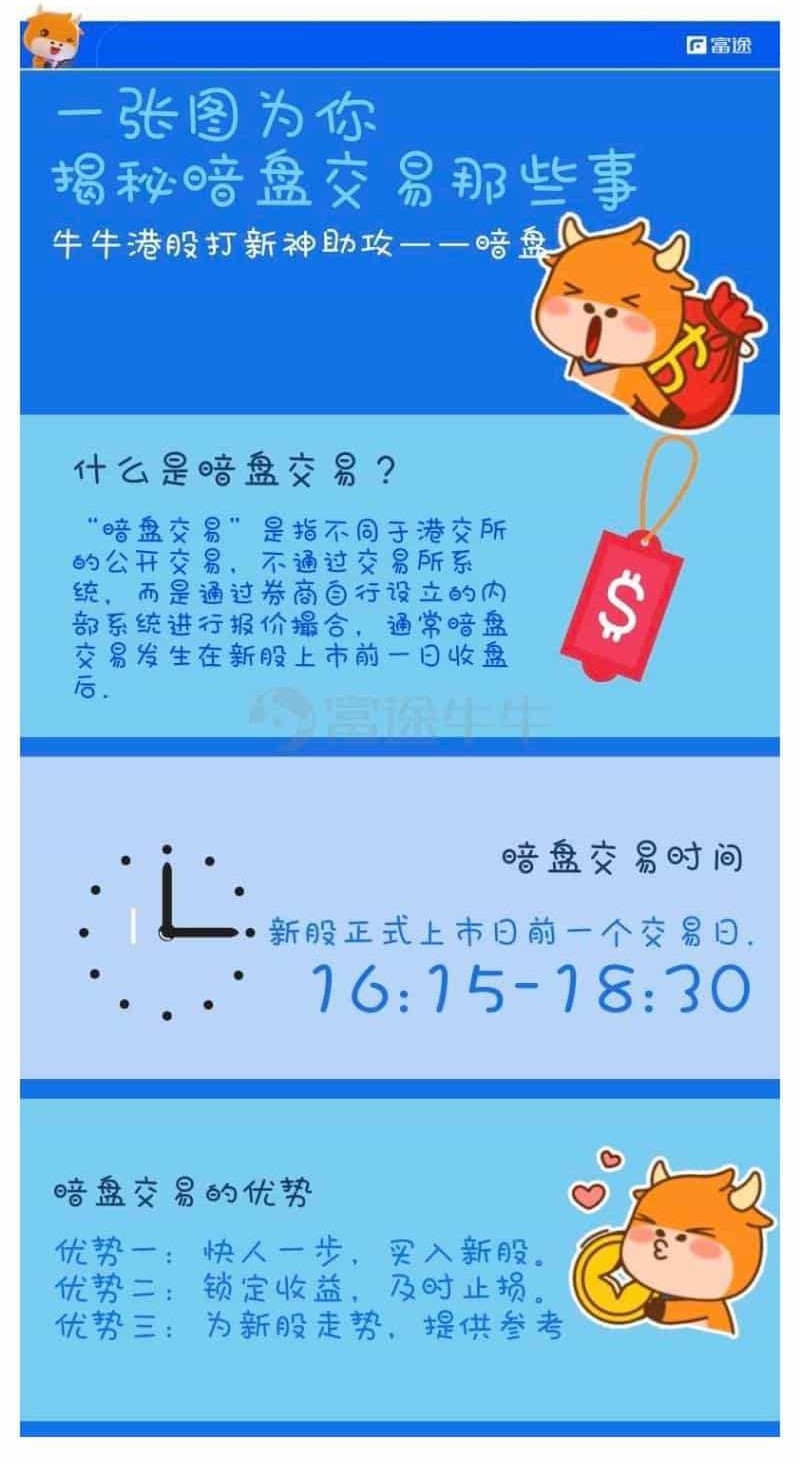 富途
一张图为你
揭秘暗盘交易那些事
牛牛港股打新神助攻——暗盘
什么是暗盘交易？
“暗盘交易”是指不同于港交所
的公开交易，不通过交易所系
统，而是通过券商自行设立的内
部系统进行报价撮合，通常暗盘
交易发生在新股上市前一日收盘
后.
$
富途牛牛
暗盘交易时间
新股正式上市日前一个交易日.
16:15-18:30
暗盘交易的优势
优势一：快人一步，买入新股。
优势二：锁定收益，及时止损。
优势三：为新股走势，提供参考